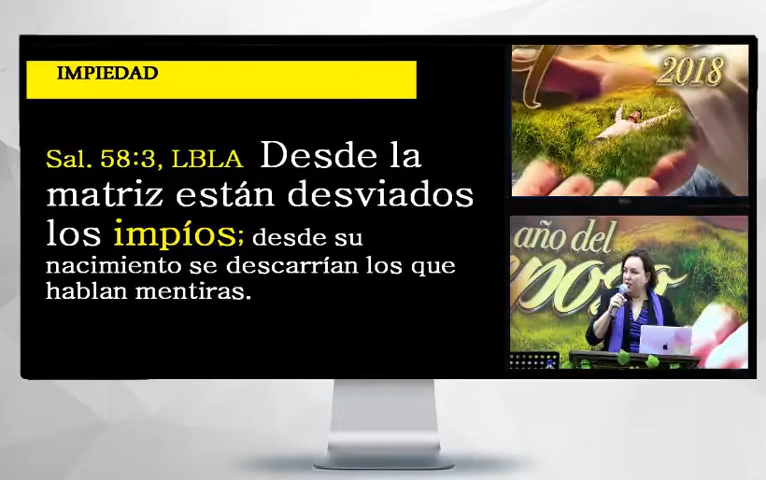 IMPIEDAD
Sal. 58:3, LBLA Desde la
matriz están desviados
los impíos; desde su
nacimiento se descarrían los que
hablan mentiras.
2018
año del